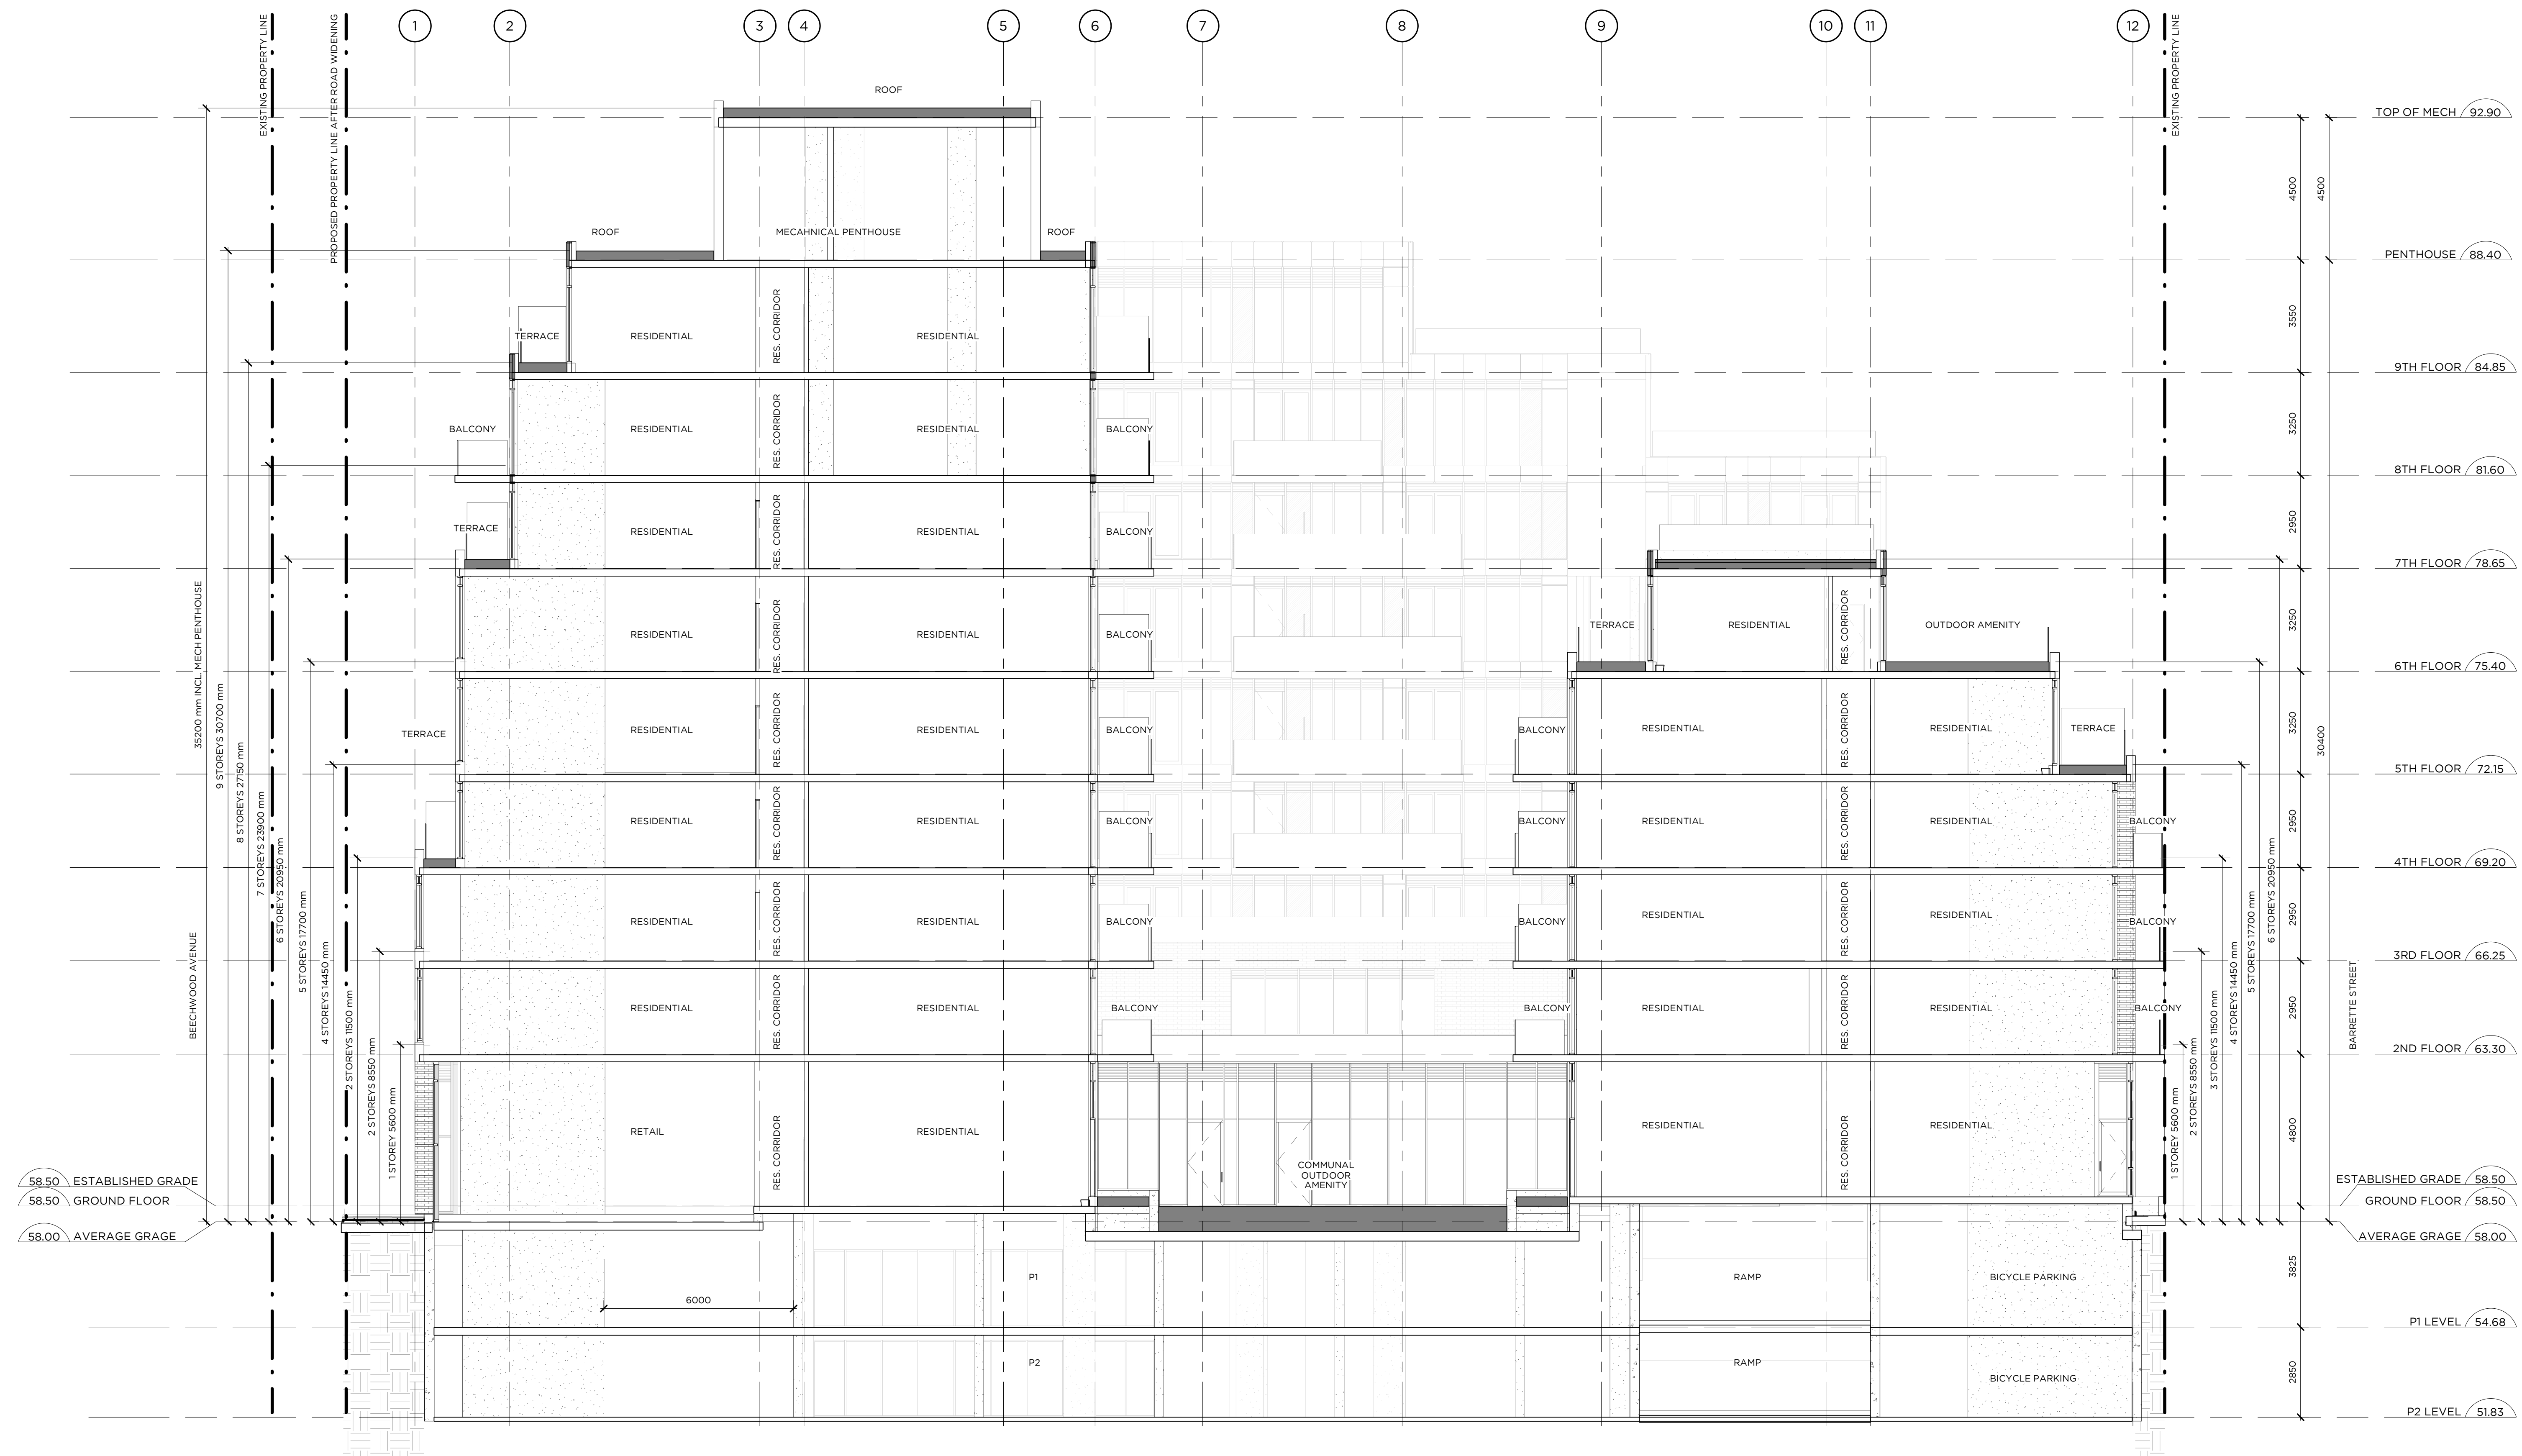 1
2
3
4
5
6
7
8
9
10
11
12
EXISTING PROPERTY LINE
PROPOSED PROPERTY LINE AFTER ROAD WIDENING
EXISTING PROPERTY LINE
ROOF
TOP OF MECH 92.90
4500
4500
ROOF
MECAHNICAL PENTHOUSE
ROOF
PENTHOUSE 88.40
3550
TERRACE
RESIDENTIAL
RES. CORRIDOR
RESIDENTIAL
9TH FLOOR 84.85
3250
BALCONY
RESIDENTIAL
RES. CORRIDOR
RESIDENTIAL
BALCONY
8TH FLOOR 81.60
2950
TERRACE
RESIDENTIAL
RES. CORRIDOR
RESIDENTIAL
BALCONY
7TH FLOOR 78.65
3250
RESIDENTIAL
RES. CORRIDOR
RESIDENTIAL
BALCONY
TERRACE
RESIDENTIAL
RES. CORRIDOR
OUTDOOR AMENITY
6TH FLOOR 75.40
3250
30400
TERRACE
RESIDENTIAL
RES. CORRIDOR
RESIDENTIAL
BALCONY
BALCONY
RESIDENTIAL
RES. CORRIDOR
RESIDENTIAL
TERRACE
5TH FLOOR 72.15
2950
RESIDENTIAL
RES. CORRIDOR
RESIDENTIAL
BALCONY
BALCONY
RESIDENTIAL
RES. CORRIDOR
RESIDENTIAL
BALCONY
4TH FLOOR 69.20
2950
RESIDENTIAL
RES. CORRIDOR
RESIDENTIAL
BALCONY
BALCONY
RESIDENTIAL
RES. CORRIDOR
RESIDENTIAL
BALCONY
3RD FLOOR 66.25
2950
RESIDENTIAL
RES. CORRIDOR
RESIDENTIAL
BALCONY
BALCONY
RESIDENTIAL
RES. CORRIDOR
RESIDENTIAL
BALCONY
2ND FLOOR 63.30
4800
RETAIL
RES. CORRIDOR
RESIDENTIAL
COMMUNAL
OUTDOOR
AMENITY
RESIDENTIAL
RES. CORRIDOR
RESIDENTIAL
BEECHWOOD AVENUE
35200 mm INCL. MECH PENTHOUSE
9 STOREYS 30700 mm
8 STOREYS 27150 mm
7 STOREYS 23900 mm
6 STOREYS 20950 mm
5 STOREYS 17700 mm
4 STOREYS 14450 mm
2 STOREYS 11500 mm
2 STOREYS 8550 mm
1 STOREY 5600 mm
1 STOREY 5600 mm
2 STOREYS 8550 mm
3 STOREYS 11500 mm
4 STOREYS 14450 mm
5 STOREYS 17700 mm
6 STOREYS 20950 mm
BARRETTE STREET
58.50 ESTABLISHED GRADE
58.50 GROUND FLOOR
58.00 AVERAGE GRAGE
ESTABLISHED GRADE 58.50
GROUND FLOOR 58.50
AVERAGE GRAGE 58.00
3825
6000
P1
RAMP
BICYCLE PARKING
P1 LEVEL 54.68
2850
P2
RAMP
BICYCLE PARKING
P2 LEVEL 51.83